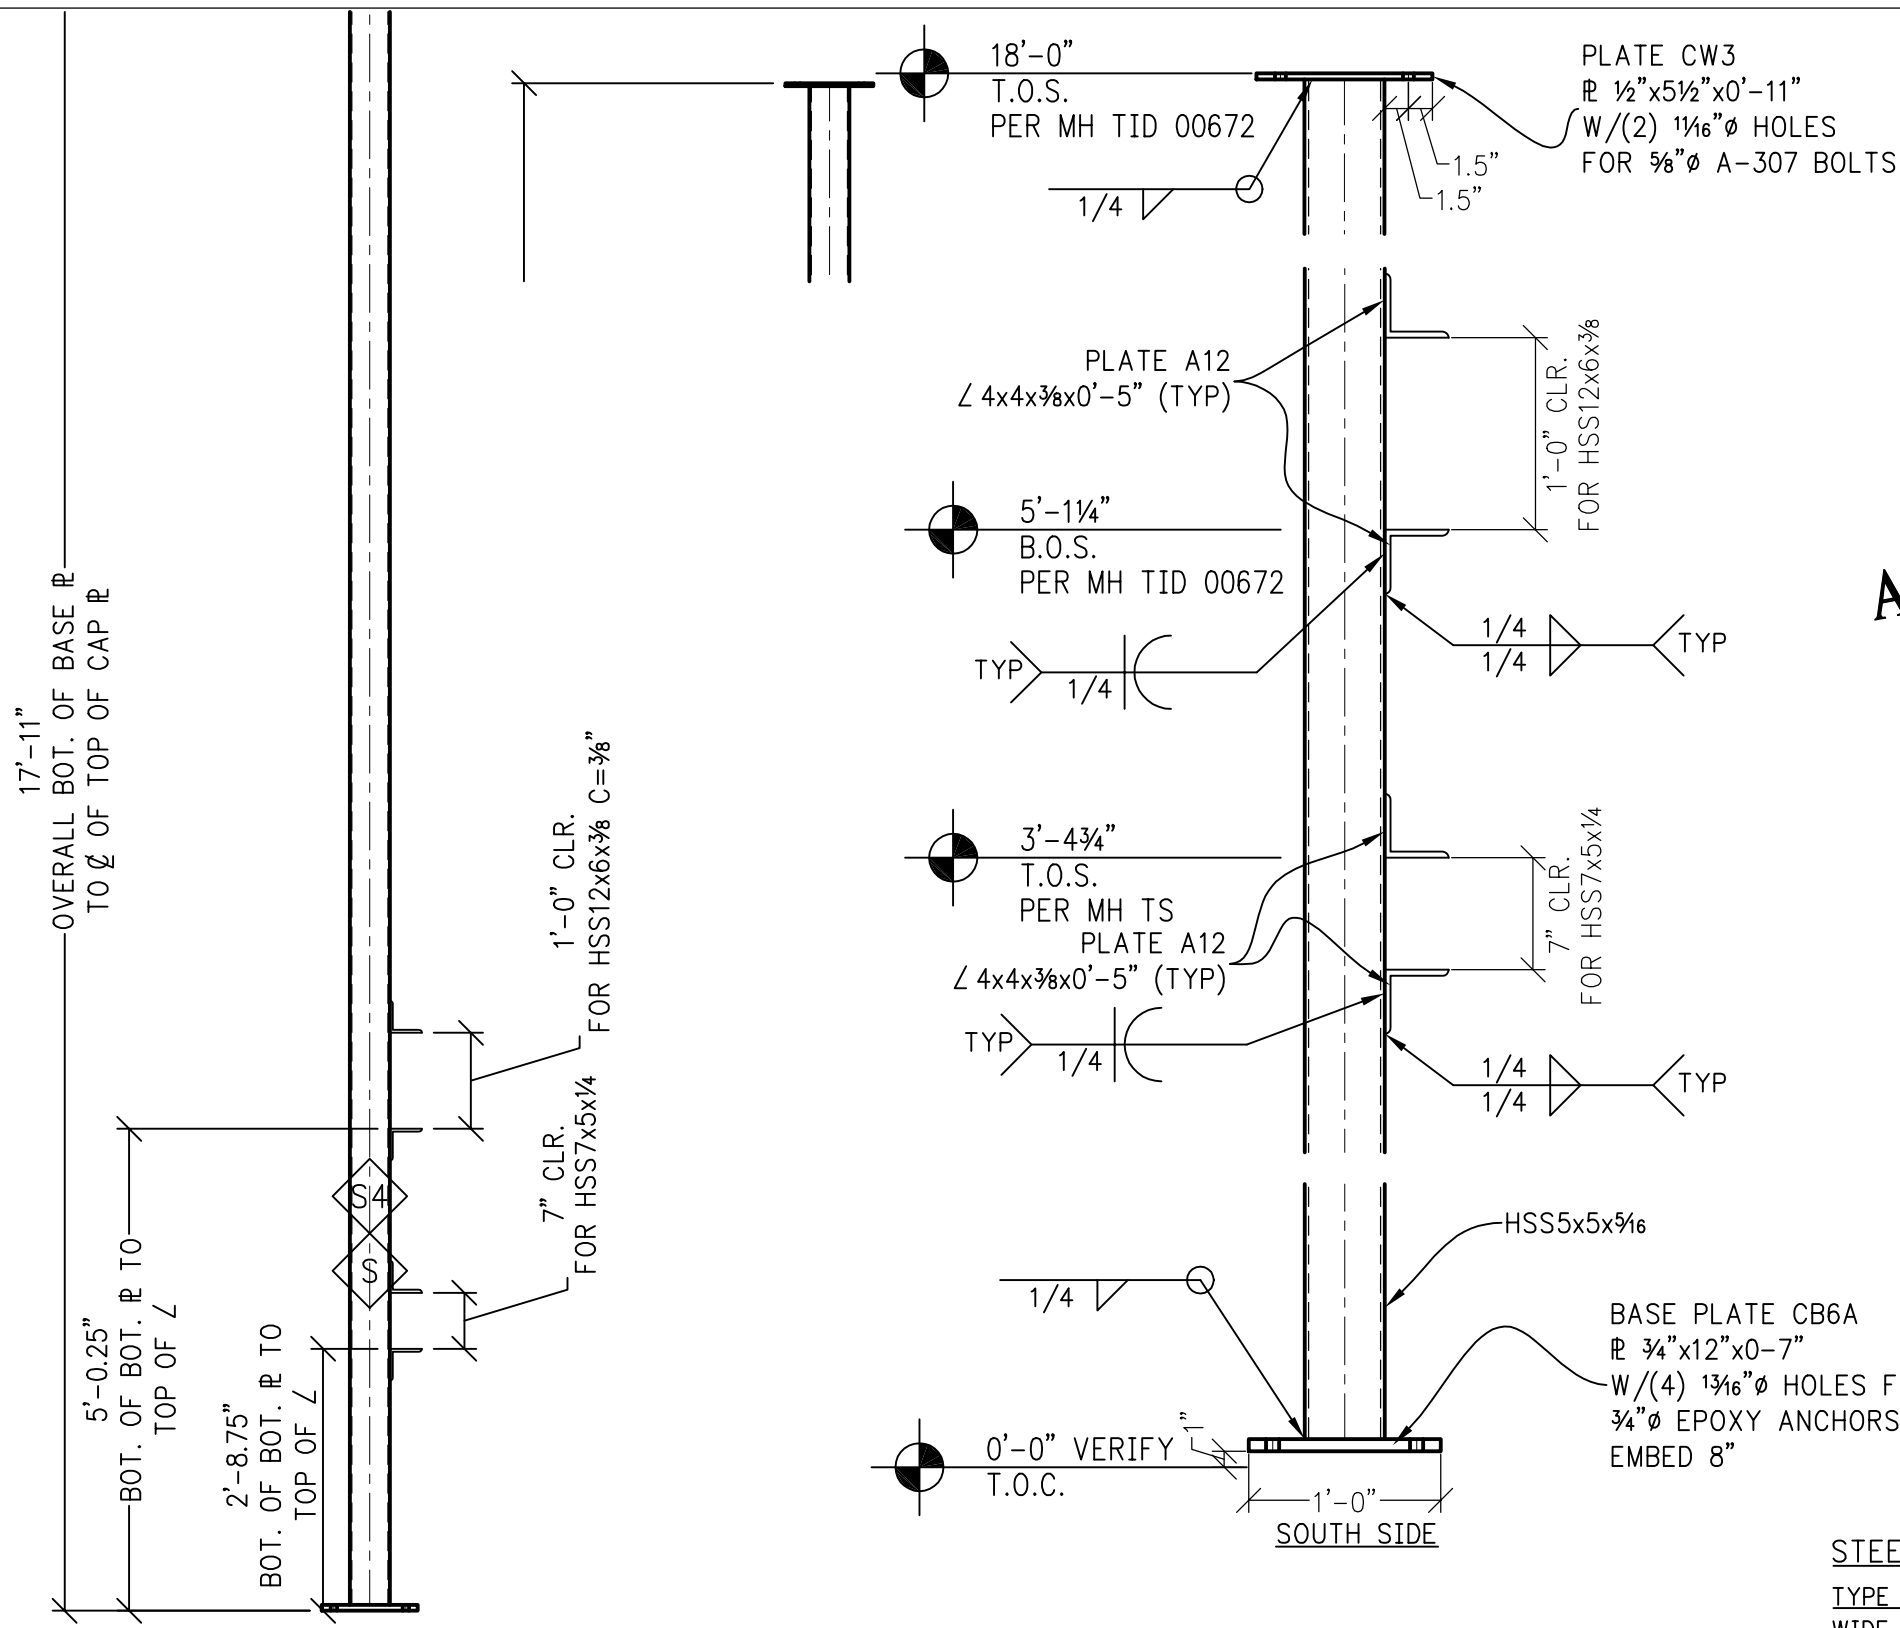 17'-11"
OVERALL BOT. OF BASE ℙ
TO ℄ OF TOP OF CAP ℙ
5'-0.25"
BOT. OF BOT. ℙ TO
TOP OF ∠
2'-8.75"
BOT. OF BOT. ℙ TO
TOP OF ∠
S4
S
1'-0" CLR.
FOR HSS12x6x⅜ C=⅜"
7" CLR.
FOR HSS7x5x¼
18'-0"
T.O.S.
PER MH TID 00672
1/4
PLATE CW3
ℙ ½"x5½"x0'-11"
W/(2) 11/16"ø HOLES
FOR ⅝"ø A-307 BOLTS
1.5"
1.5"
PLATE A12
∠ 4x4x⅜x0'-5" (TYP)
1'-0" CLR.
FOR HSS12x6x⅜
5'-1¼"
B.O.S.
PER MH TID 00672
TYP
1/4
1/4
1/4
TYP
3'-4¾"
T.O.S.
PER MH TS
PLATE A12
∠ 4x4x⅜x0'-5" (TYP)
7" CLR.
FOR HSS7x5x¼
TYP
1/4
1/4
1/4
TYP
HSS5x5x5/16
1/4
BASE PLATE CB6A
ℙ ¾"x12"x0-7"
W/(4) 13/16"ø HOLES F
¾"ø EPOXY ANCHORS
EMBED 8"
0'-0" VERIFY
T.O.C.
1"
1'-0"
SOUTH SIDE
A
STEE
TYPE